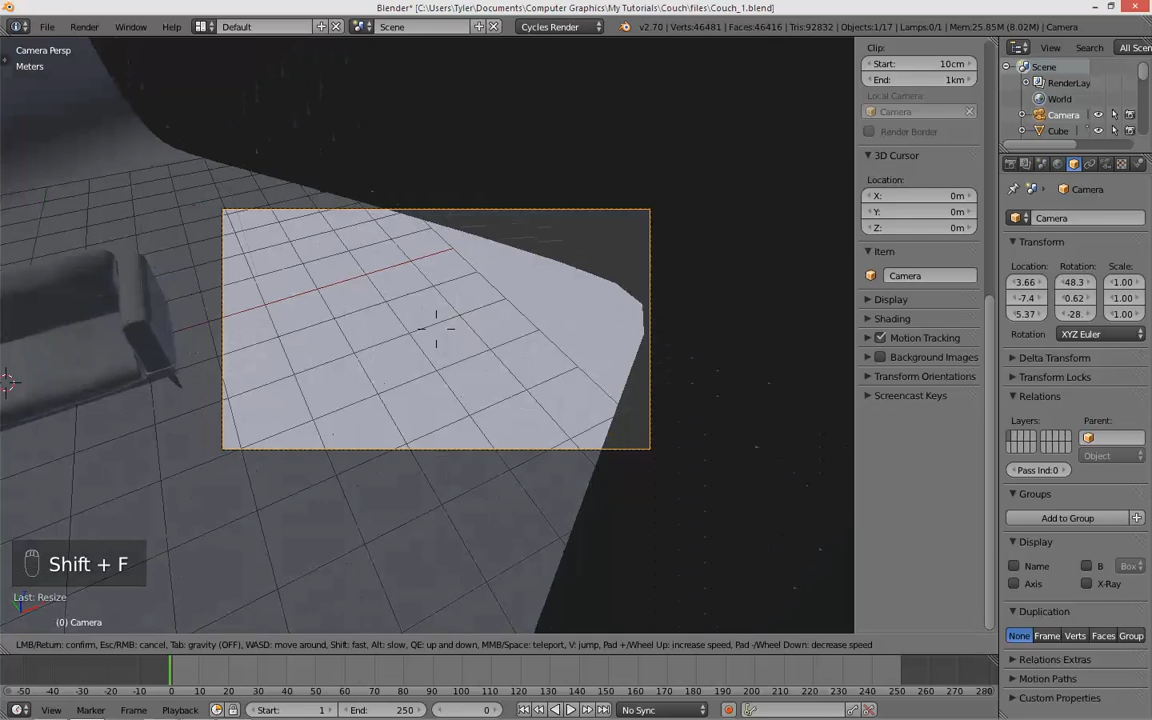 Blender* [C:\Users\Tyler\Documents\Computer Graphics\My Tutorials\Couch\files\Couch_1.blend]
File Render Window Help Default Scene Cycles Render v2.70 | Verts:46481 | Faces:46416 | Tris:92832 | Objects:1/17 | Lamps:0/1 | Mem:25.85M (8.02M) | Camera
View Search All Scen
Camera Persp
Meters
Clip:
Start: 10cm
End: 1km
Local Camera:
Camera
Render Border
3D Cursor
Location:
X: 0m
Y: 0m
Z: 0m
Item
Camera
Display
Shading
Motion Tracking
Background Images
Transform Orientations
Screencast Keys
Scene
RenderLay
World
Camera
Cube
Camera
Camera
Transform
Location: Rotation: Scale:
3.66 48.3 1.00
-7.4 0.62 1.00
5.37 -28. 1.00
Rotation XYZ Euler
Delta Transform
Transform Locks
Relations
Layers: Parent:
Object
Pass Ind:0
Groups
Add to Group
Display
Name B Box
Axis X-Ray
Duplication
None Frame Verts Faces Group
Relations Extras
Motion Paths
Custom Properties
Shift + F
Last: Resize
(0) Camera
LMB/Return: confirm, Esc/RMB: cancel, Tab: gravity (OFF), WASD: move around, Shift: fast, Alt: slow, QE: up and down, MMB/Space: teleport, V: jump, Pad +/Wheel Up: increase speed, Pad -/Wheel Down: decrease speed
-50 -40 -30 -20 -10 0 10 20 30 40 50 60 70 80 90 100 110 120 130 140 150 160 170 180 190 200 210 220 230 240 250 260 270 280
View Marker Frame Playback Start: 1 End: 250 0 No Sync